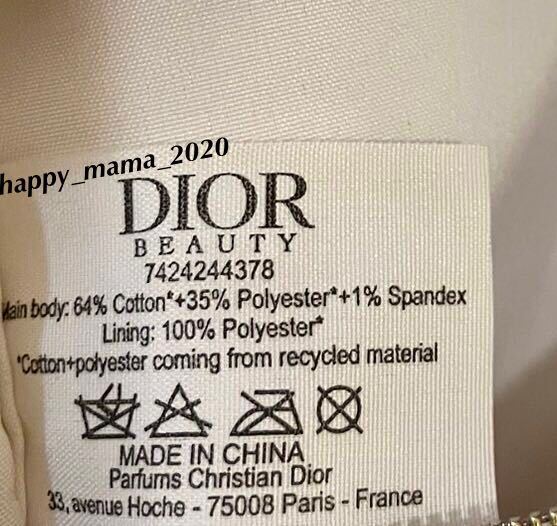 happy_mama_2020
DIOR
BEAUTY
7424244378
Main body: 64% Cotton*+35% Polyester*+1% Spandex
Lining: 100% Polyester*
*Cotton+polyester coming from recycled material
MADE IN CHINA
Parfums Christian Dior
33, avenue Hoche - 75008 Paris - France